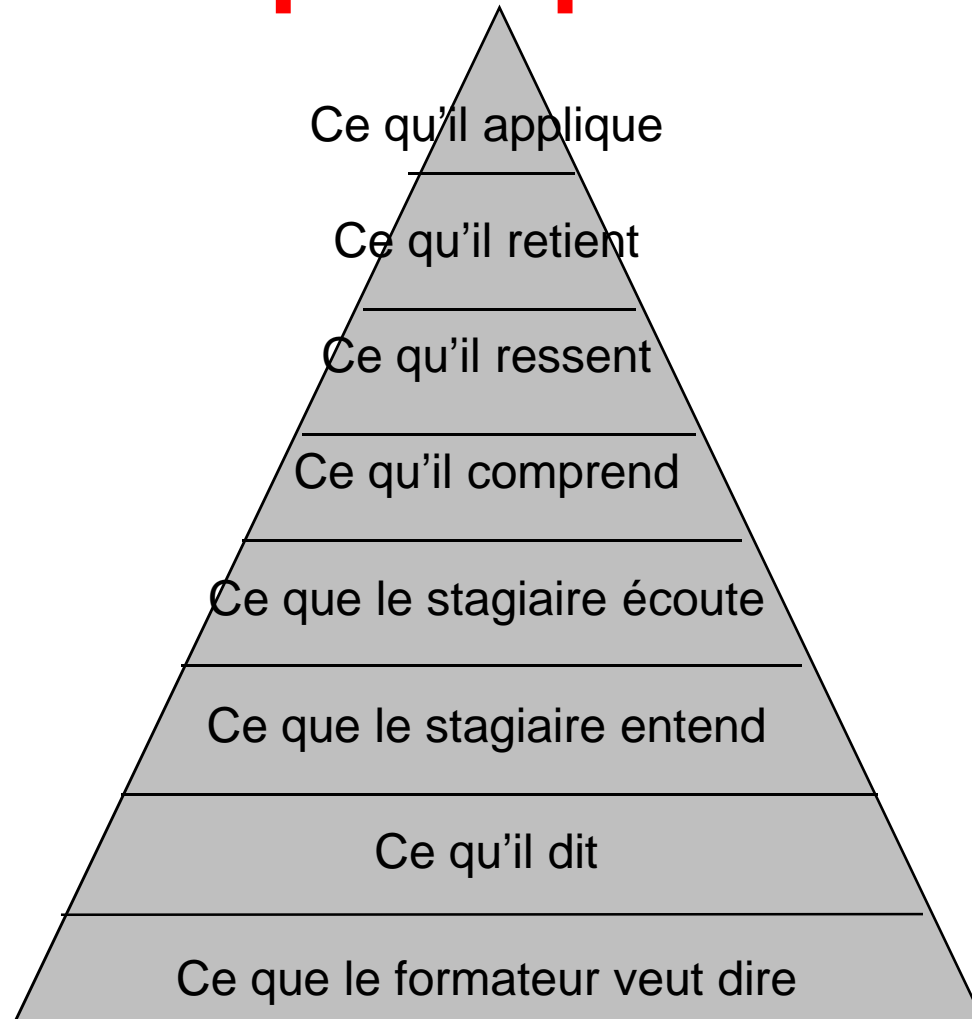 Ce qu’il applique
Ce qu’il retient
Ce qu’il ressent
Ce qu’il comprend
Ce que le stagiaire écoute
Ce que le stagiaire entend
Ce qu’il dit
Ce que le formateur veut dire